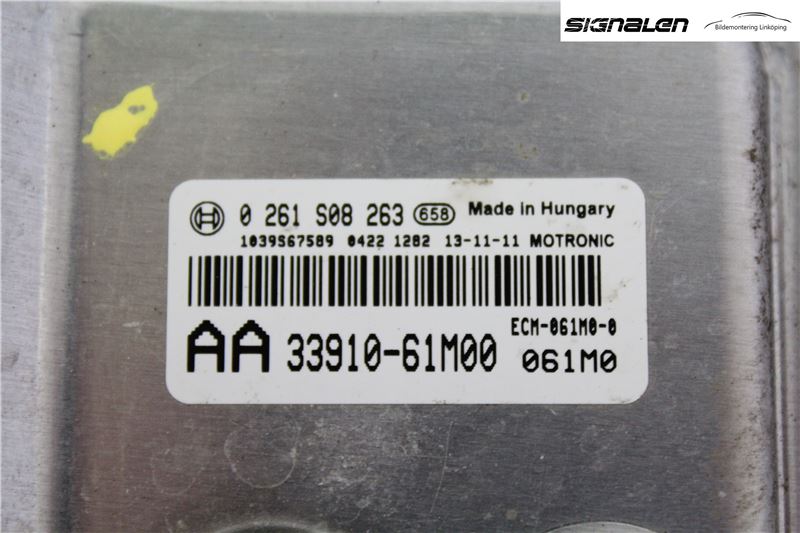 SIGNALEN
Bildemontering Linköping
0 261 S08 263 658 Made in Hungary
1039S67589 0422 1282 13-11-11 MOTRONIC
ECM-061M0-0
AA 33910-61M00 061M0